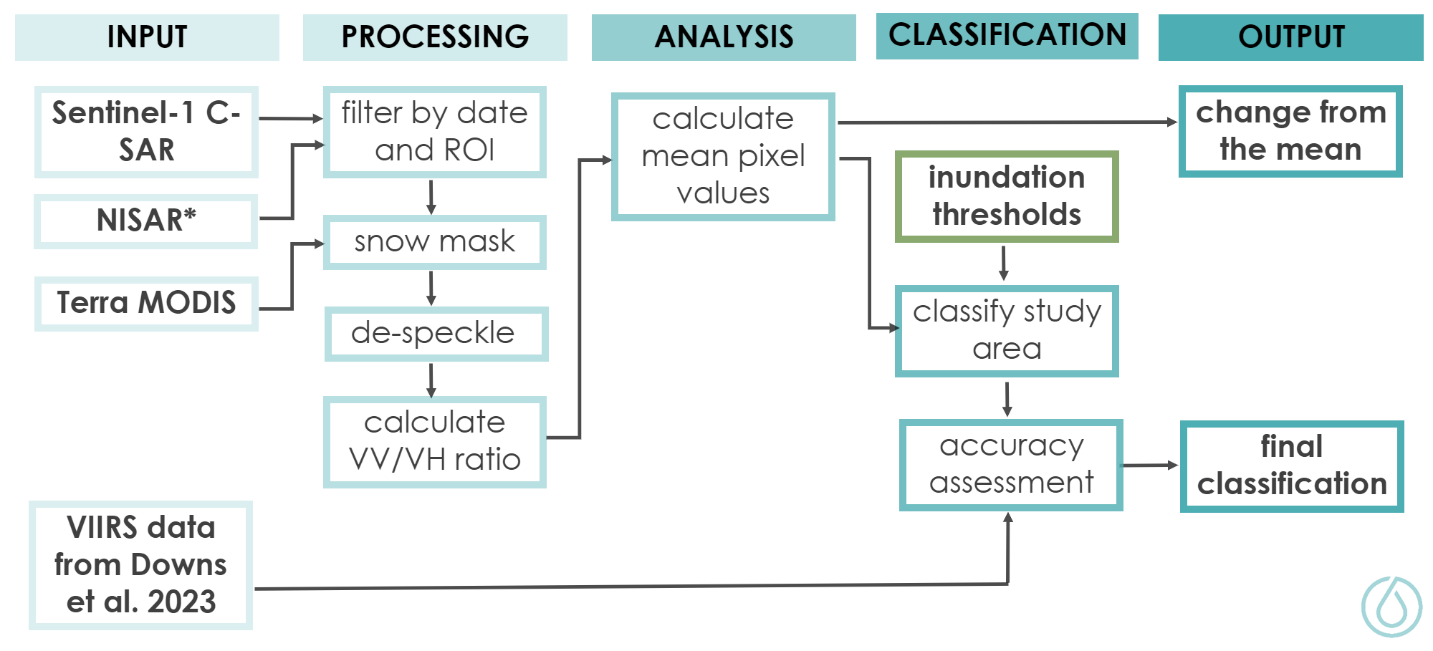 INPUT
PROCESSING
ANALYSIS
CLASSIFICATION
OUTPUT
Sentinel-1 C-
SAR
NISAR*
Terra MODIS
VIIRS data
from Downs
et al. 2023
filter by date
and ROI
snow mask
de-speckle
calculate
VV/VH ratio
calculate
mean pixel
values
inundation
thresholds
classify study
area
accuracy
assessment
change from
the mean
final
classification